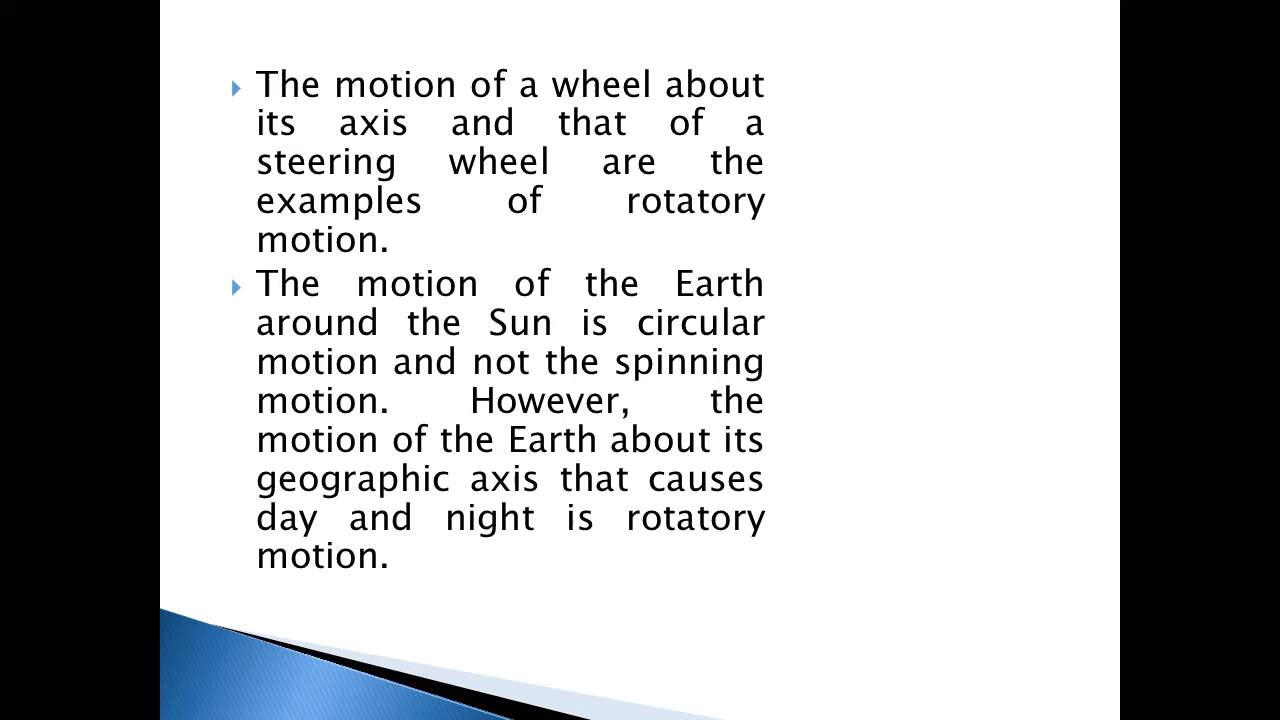 The motion of a wheel about
its axis and that of a
steering wheel are the
examples of rotatory
motion.
The motion of the Earth
around the Sun is circular
motion and not the spinning
motion. However, the
motion of the Earth about its
geographic axis that causes
day and night is rotatory
motion.